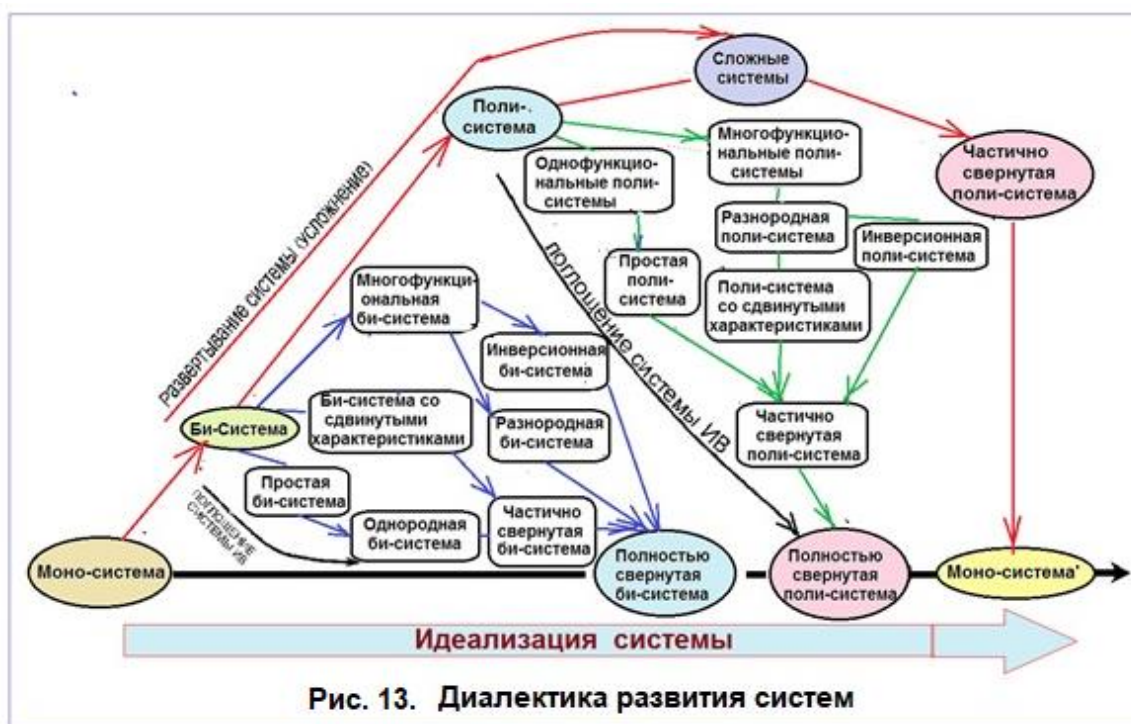 Сложные
системы
Поли-
система
Многофункцио-
нальные поли-
системы
Частично
свернутая
поли-система
Однофункцио-
нальные поли-
системы
Развертывание системы (усложнение)
Разнородная
поли-система
Инверсионная
поли-система
Простая
поли-
система
поглощение системы ИВ
Поли-система
со сдвинутыми
характеристиками
Многофункци-
ональная
би-система
Инверсионная
би-система
Би-система со
сдвинутыми
характеристиками
Би-Система
Разнородная
би-система
Частично
свернутая
поли-система
Простая
би-система
ПОГЛОЩЕНИЕ
СИСТЕМЫ ИВ
Однородная
би-система
Частично
свернутая
би-система
Моно-система
Полностью
свернутая
би-система
Полностью
свернутая
поли-система
Моно-система'
Идеализация системы
Рис. 13. Диалектика развития систем